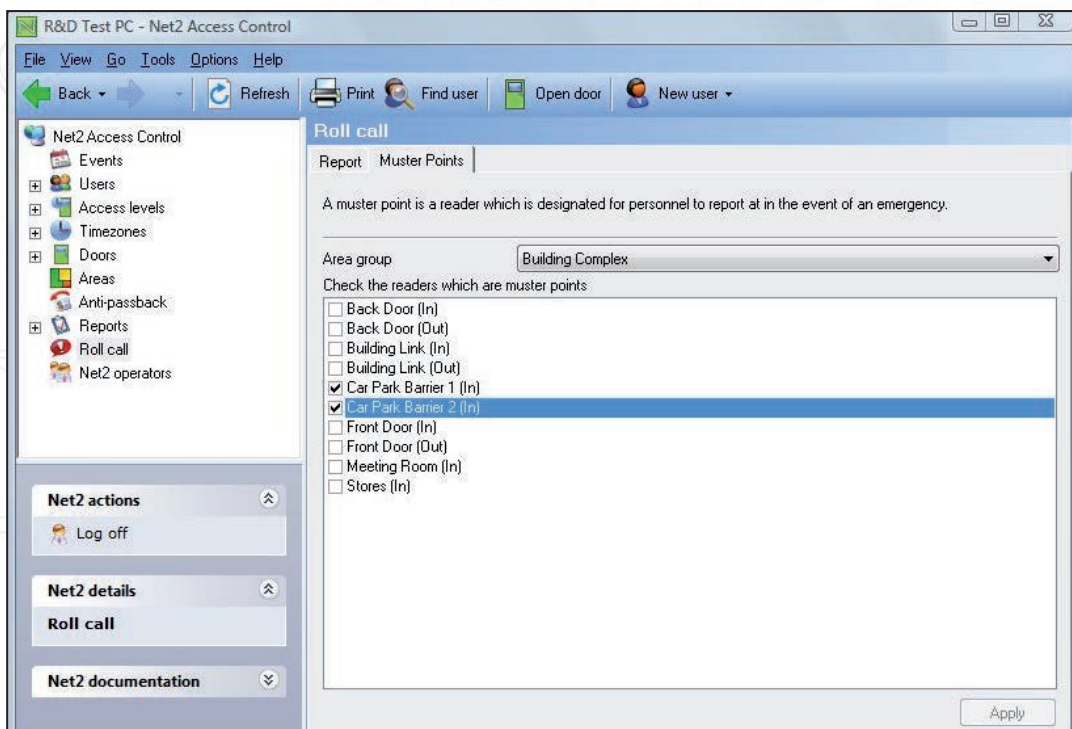 R&D Test PC - Net2 Access Control
File View Go Tools Options Help
Back Refresh Print Find user Open door New user
Net2 Access Control
Events
Users
Access levels
Timezones
Doors
Areas
Anti-passback
Reports
Roll call
Net2 operators
Net2 actions
Log off
Net2 details
Roll call
Net2 documentation
Roll call
Report Muster Points
A muster point is a reader which is designated for personnel to report at in the event of an emergency.
Area group Building Complex
Check the readers which are muster points
Back Door (In)
Back Door (Out)
Building Link (In)
Building Link (Out)
Car Park Barrier 1 (In)
Car Park Barrier 2 (In)
Front Door (In)
Front Door (Out)
Meeting Room (In)
Stores (In)
Apply